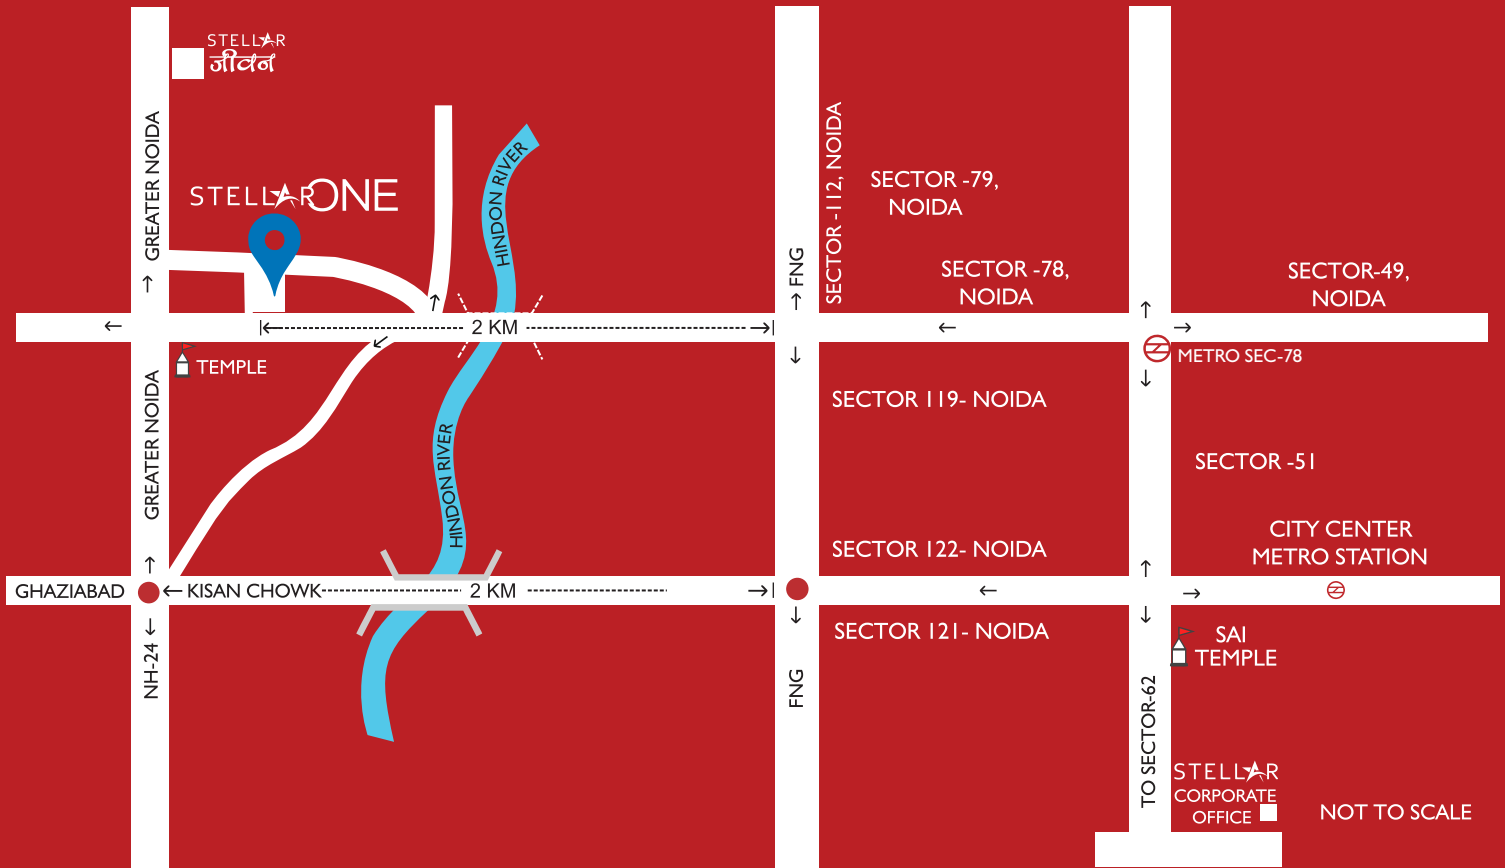 STELLAR
जीवन
GREATER NOIDA
STELLAR ONE
HINDON RIVER
SECTOR -112, NOIDA
FNG
SECTOR -79,
NOIDA
SECTOR -78,
NOIDA
SECTOR-49,
NOIDA
2 KM
METRO SEC-78
TEMPLE
GREATER NOIDA
HINDON RIVER
SECTOR 119- NOIDA
SECTOR -51
SECTOR 122- NOIDA
CITY CENTER
METRO STATION
GHAZIABAD
KISAN CHOWK
2 KM
SECTOR 121- NOIDA
SAI
TEMPLE
NH-24
FNG
TO SECTOR-62
STELLAR
CORPORATE
OFFICE
NOT TO SCALE